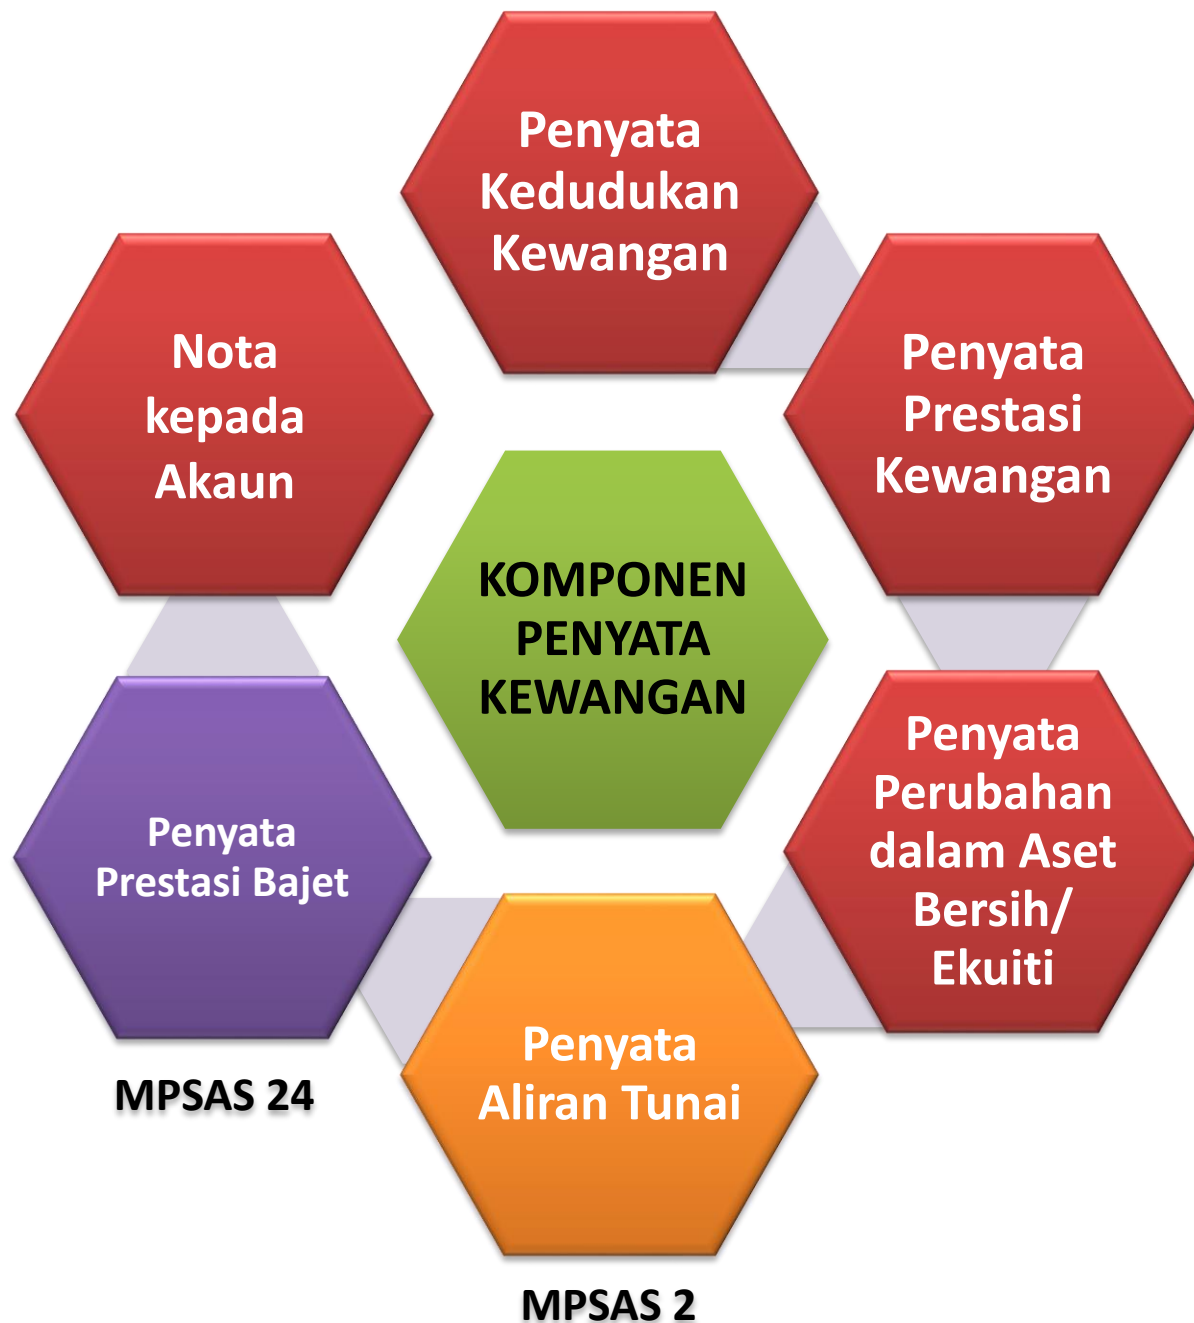 Penyata
Kedudukan
Kewangan
Penyata
Prestasi
Kewangan
Penyata
Perubahan
dalam Aset
Bersih/
Ekuiti
Penyata
Aliran Tunai
MPSAS 2
Penyata
Prestasi Bajet
MPSAS 24
Nota
kepada
Akaun
KOMPONEN
PENYATA
KEWANGAN